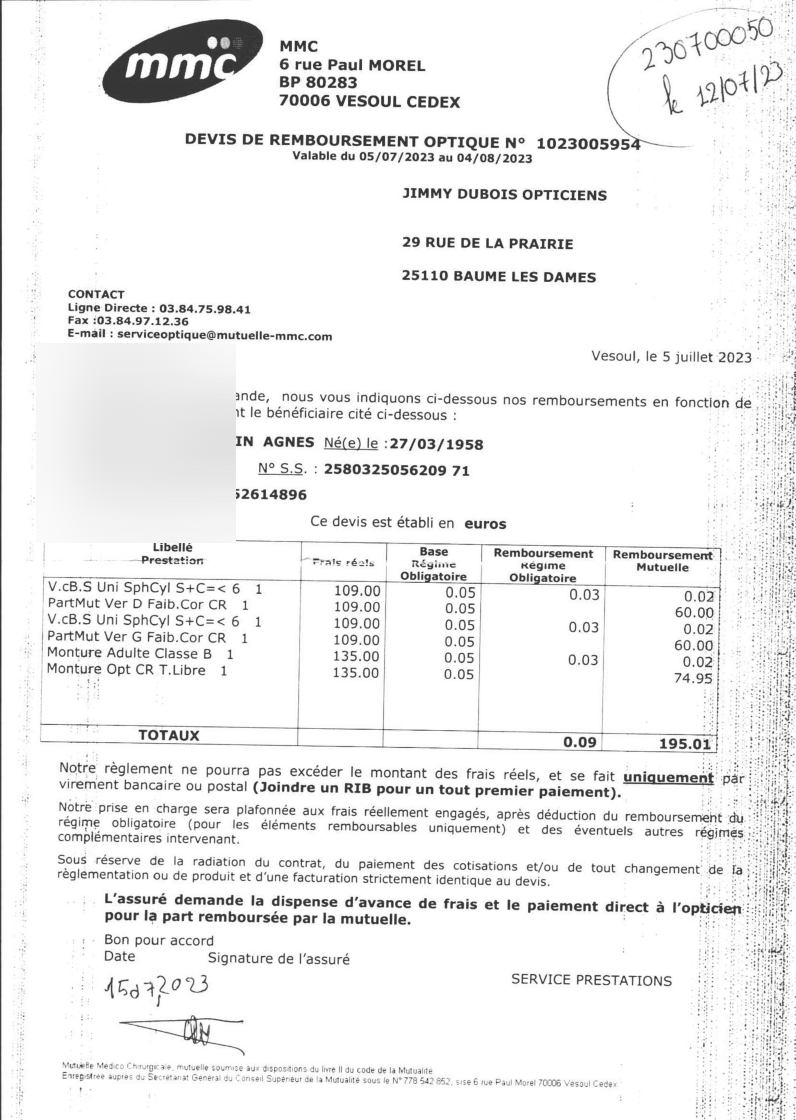 mmc
MMC
6 rue Paul MOREL
BP 80283
70006 VESOUL CEDEX
230700050
le 12/07/23
DEVIS DE REMBOURSEMENT OPTIQUE N° 1023005954
Valable du 05/07/2023 au 04/08/2023
JIMMY DUBOIS OPTICIENS
29 RUE DE LA PRAIRIE
25110 BAUME LES DAMES
CONTACT
Ligne Directe : 03.84.75.98.41
Fax :03.84.97.12.36
E-mail : serviceoptique@mutuelle-mmc.com
Vesoul, le 5 juillet 2023
ande, nous vous indiquons ci-dessous nos remboursements en fonction de
nt le bénéficiaire cité ci-dessous :
IN AGNES Né(e) le :27/03/1958
N° S.S. : 2580325056209 71
52614896
Ce devis est établi en euros
Libellé Prestation Frais réels Base Régime Obligatoire Remboursement Régime Obligatoire Remboursement Mutuelle
V.cB.S Uni SphCyl S+C=< 6 1 109.00 0.05 0.03 0.02
PartMut Ver D Faib.Cor CR 1 109.00 0.05 60.00
V.cB.S Uni SphCyl S+C=< 6 1 109.00 0.05 0.03 0.02
PartMut Ver G Faib.Cor CR 1 109.00 0.05 60.00
Monture Adulte Classe B 1 135.00 0.05 0.03 0.02
Monture Opt CR T.Libre 1 135.00 0.05 74.95
TOTAUX 0.09 195.01
Notre règlement ne pourra pas excéder le montant des frais réels, et se fait uniquement par
virement bancaire ou postal (Joindre un RIB pour un tout premier paiement).
Notre prise en charge sera plafonnée aux frais réellement engagés, après déduction du remboursement du
régime obligatoire (pour les éléments remboursables uniquement) et des éventuels autres régimes
complémentaires intervenant.
Sous réserve de la radiation du contrat, du paiement des cotisations et/ou de tout changement de la
règlementation ou de produit et d'une facturation strictement identique au devis.
L'assuré demande la dispense d'avance de frais et le paiement direct à l'opticien
pour la part remboursée par la mutuelle.
Bon pour accord
Date Signature de l'assuré
SERVICE PRESTATIONS
Mutuelle Medico Chirurgicale, mutuelle soumise aux dispositions du livre II du code de la Mutualité
Enregistrée auprès du Secrétariat Général du Conseil Supérieur de la Mutualité sous le N° 778 542 852, sise 6 rue Paul Morel 70006 Vesoul Cedex